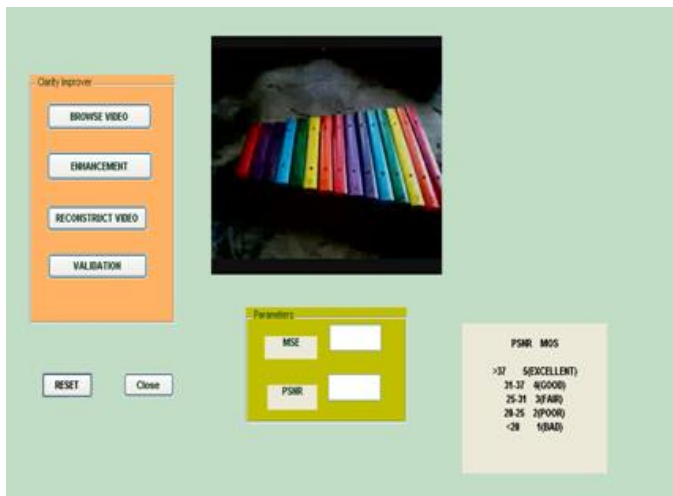 Clarity Improver
BROWSE VIDEO
ENHANCEMENT
RECONSTRUCT VIDEO
VALIDATION
RESET
Close
Parameters
MSE
PSNR
PSNR MOS
>37 5(EXCELLENT)
31-37 4(GOOD)
25-31 3(FAIR)
20-25 2(POOR)
<20 1(BAD)